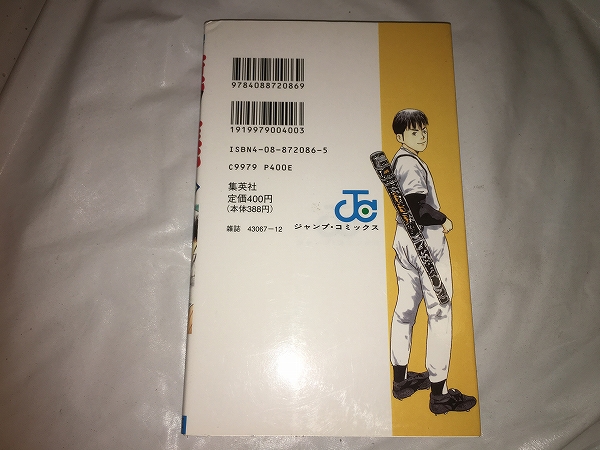 9784088720869
1919979004003
ISBN4-08-872086-5
C9979 P400E
集英社
定価400円
(本体388円)
雑誌 43067-12
ジャンプ・コミックス